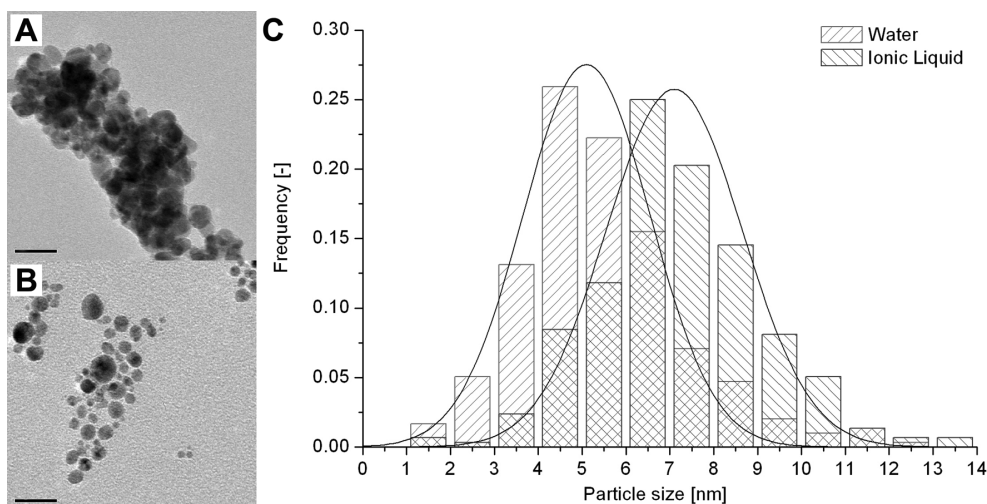 A
B
C
Water
Ionic Liquid
0.30
0.25
0.20
0.15
0.10
0.05
0.00
Frequency [-]
0 1 2 3 4 5 6 7 8 9 10 11 12 13 14
Particle size [nm]